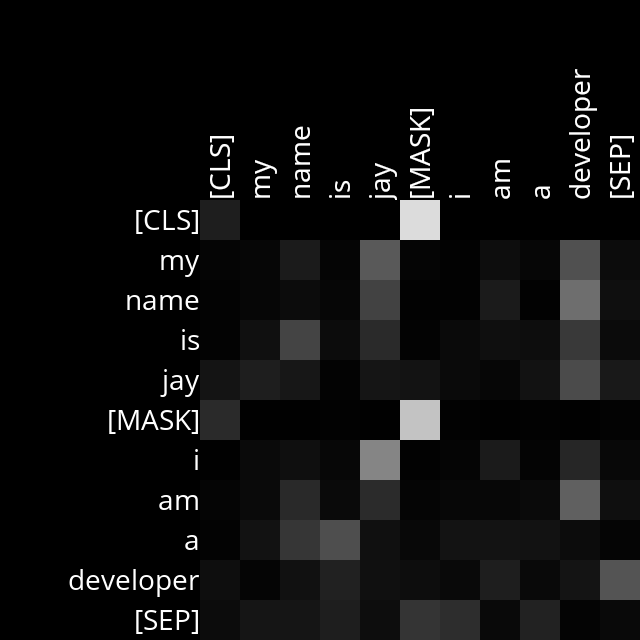 [CLS] my name is jay [MASK] i am a developer [SEP]
[CLS]
my
name
is
jay
[MASK]
i
am
a
developer
[SEP]